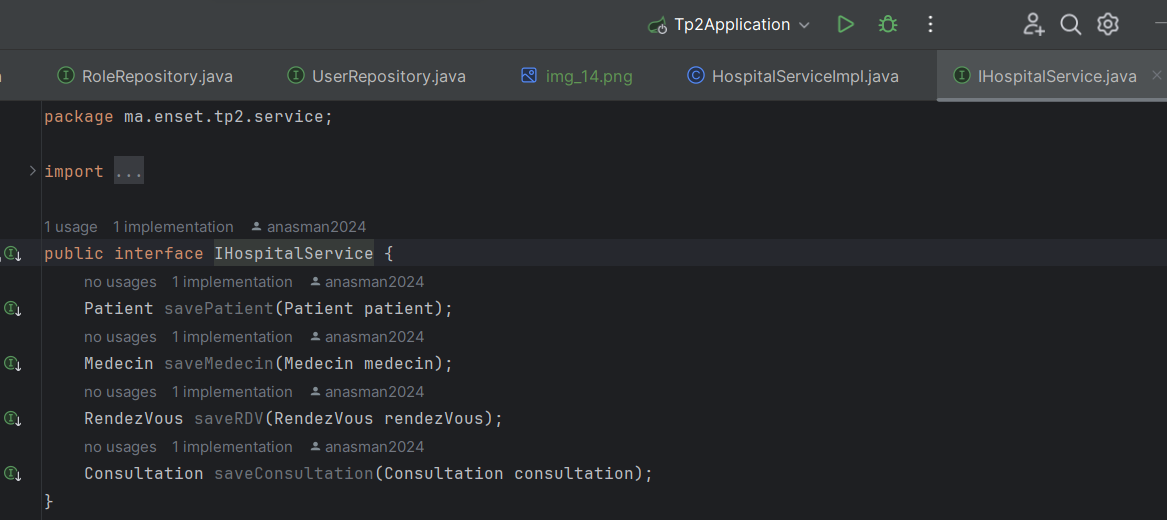 Tp2Application
RoleRepository.java UserRepository.java img_14.png HospitalServiceImpl.java IHospitalService.java
package ma.enset.tp2.service;
import ...
1 usage 1 implementation anasman2024
public interface IHospitalService {
no usages 1 implementation anasman2024
Patient savePatient(Patient patient);
no usages 1 implementation anasman2024
Medecin saveMedecin(Medecin medecin);
no usages 1 implementation anasman2024
RendezVous saveRDV(RendezVous rendezVous);
no usages 1 implementation anasman2024
Consultation saveConsultation(Consultation consultation);
}